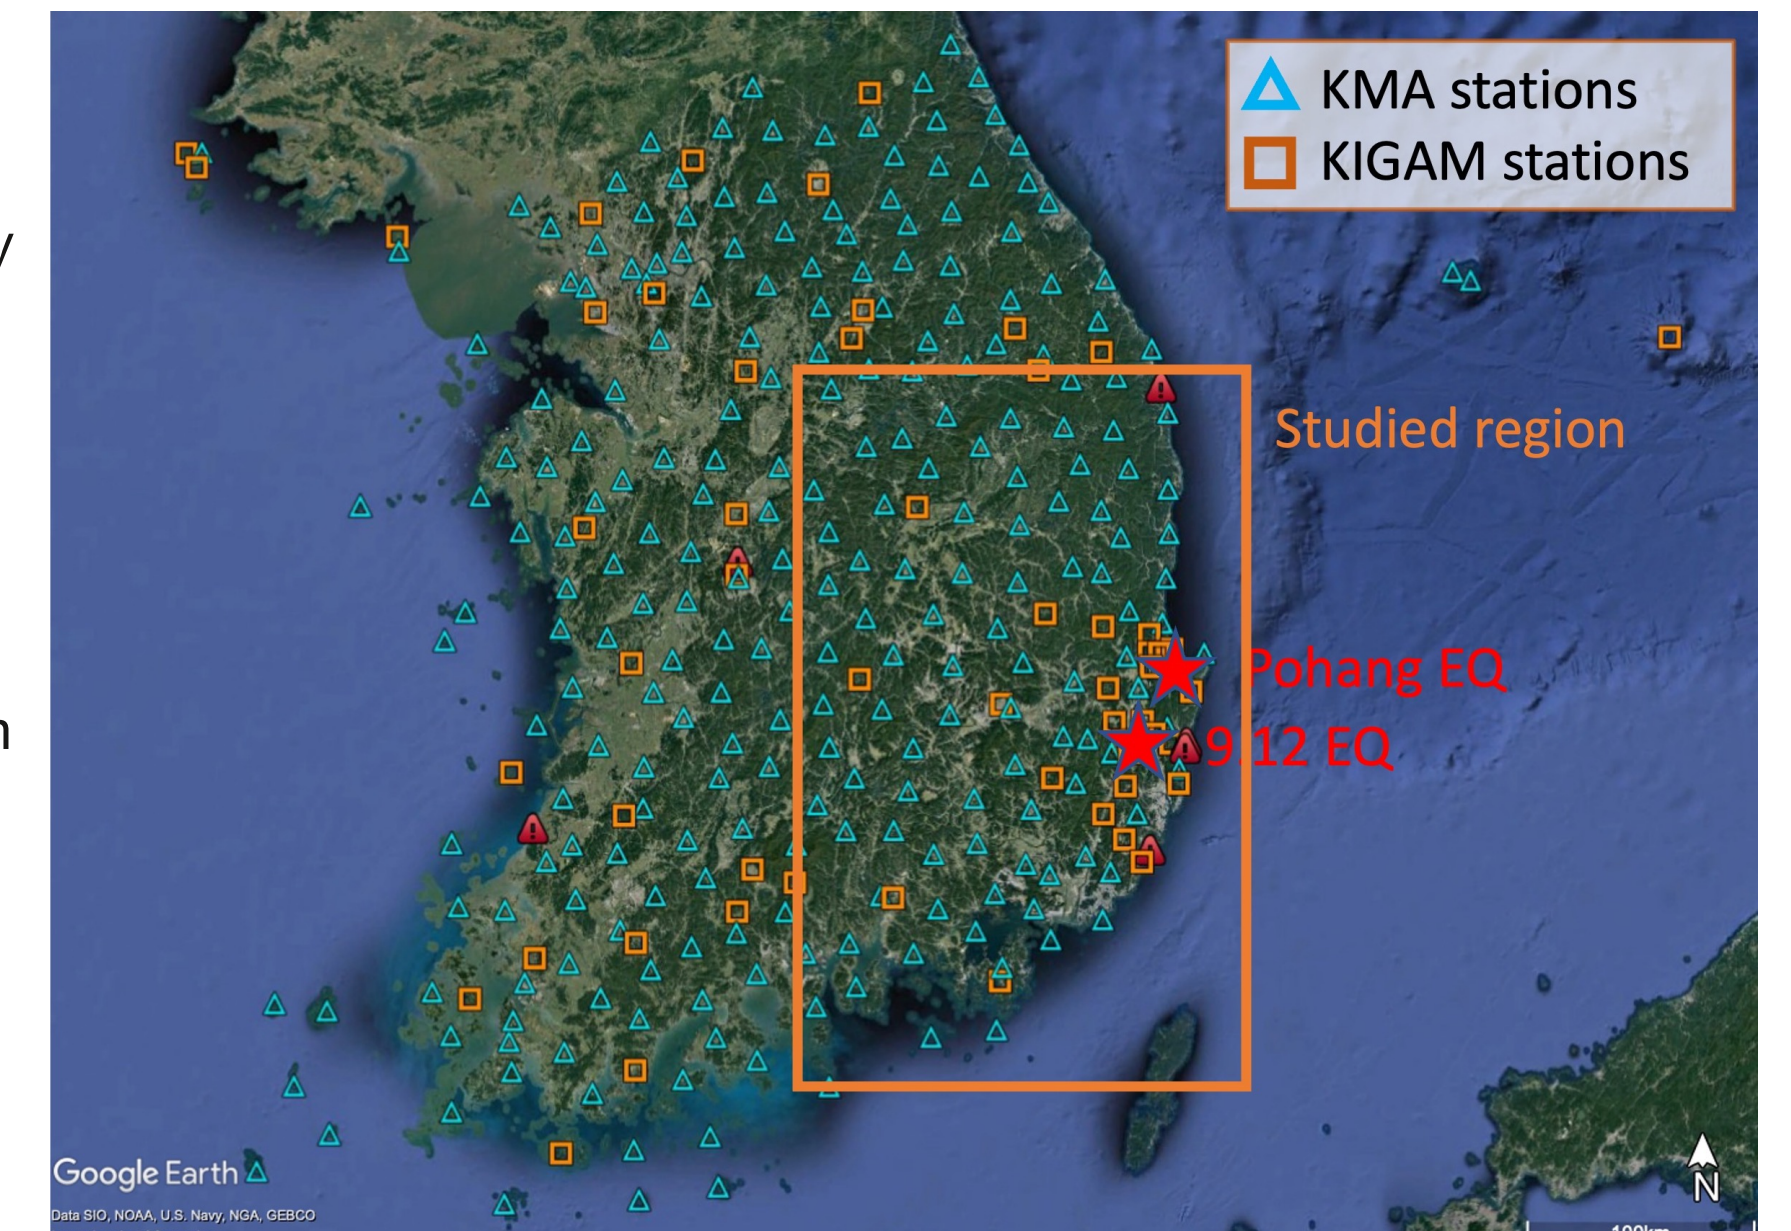 y
n
KMA stations
KIGAM stations
Studied region
Pohang EQ
9.12 EQ
Google Earth
Data SIO, NOAA, U.S. Navy, NGA, GEBCO
N
100km